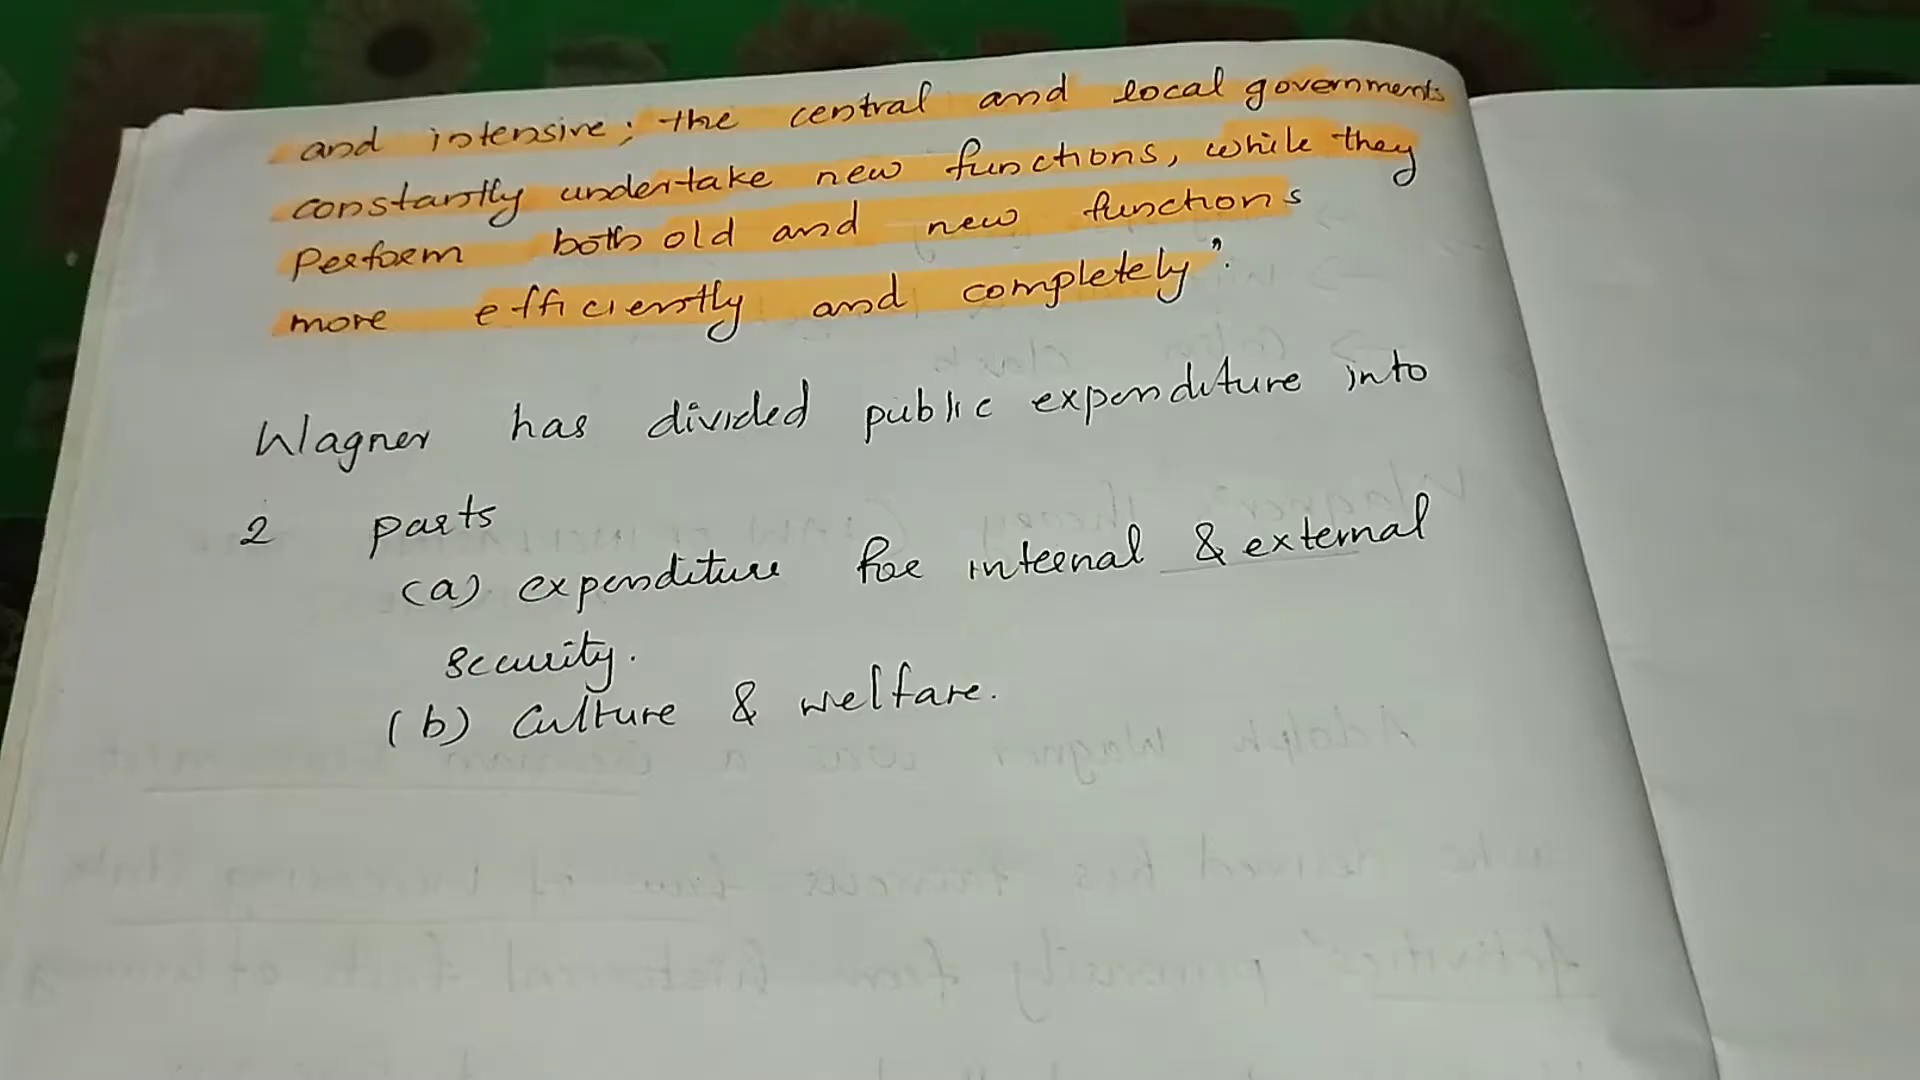 and intensive; the central and local governments
constantly undertake new functions, while they
Perform both old and new functions
more efficiently and completely".
Wagner has divided public expenditure into
2 parts
(a) expenditure for internal & external
security.
(b) Culture & welfare.